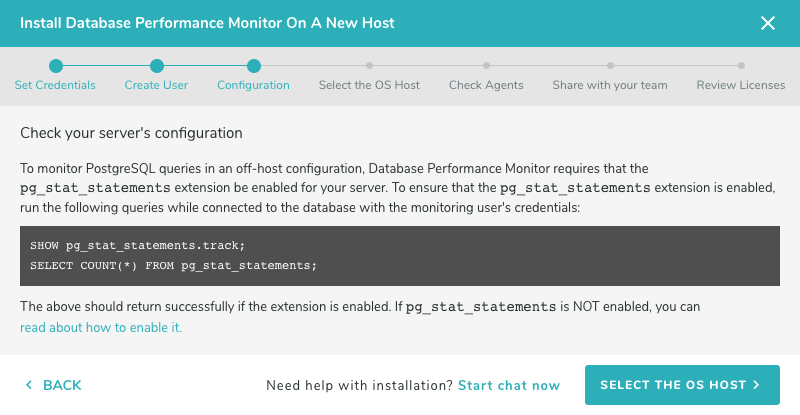 Install Database Performance Monitor On A New Host
Set Credentials
Create User
Configuration
Select the OS Host
Check Agents
Share with your team
Review Licenses
Check your server's configuration
To monitor PostgreSQL queries in an off-host configuration, Database Performance Monitor requires that the
pg_stat_statements extension be enabled for your server. To ensure that the pg_stat_statements extension is enabled,
run the following queries while connected to the database with the monitoring user's credentials:
SHOW pg_stat_statements.track;
SELECT COUNT(*) FROM pg_stat_statements;
The above should return successfully if the extension is enabled. If pg_stat_statements is NOT enabled, you can
read about how to enable it.
BACK
Need help with installation? Start chat now
SELECT THE OS HOST